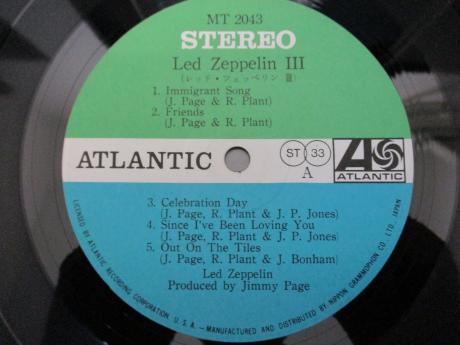 MT 2043
STEREO
Led Zeppelin III
(レッド・ツェッペリン Ⅲ)
1. Immigrant Song
(J. Page & R. Plant)
2. Friends
(J. Page & R. Plant)
ATLANTIC
ST 33
A
ATLANTIC
3. Celebration Day
(J. Page, R. Plant & J. P. Jones)
4. Since I've Been Loving You
(J. Page, R. Plant & J. P. Jones)
5. Out On The Tiles
(J. Page, R. Plant & J. Bonham)
Led Zeppelin
Produced by Jimmy Page
LICENSED BY ATLANTIC RECORDING CORPORATION, U.S.A.-MANUFACTURED AND DISTRIBUTED BY NIPPON GRAMMOPHON CO. LTD., JAPAN